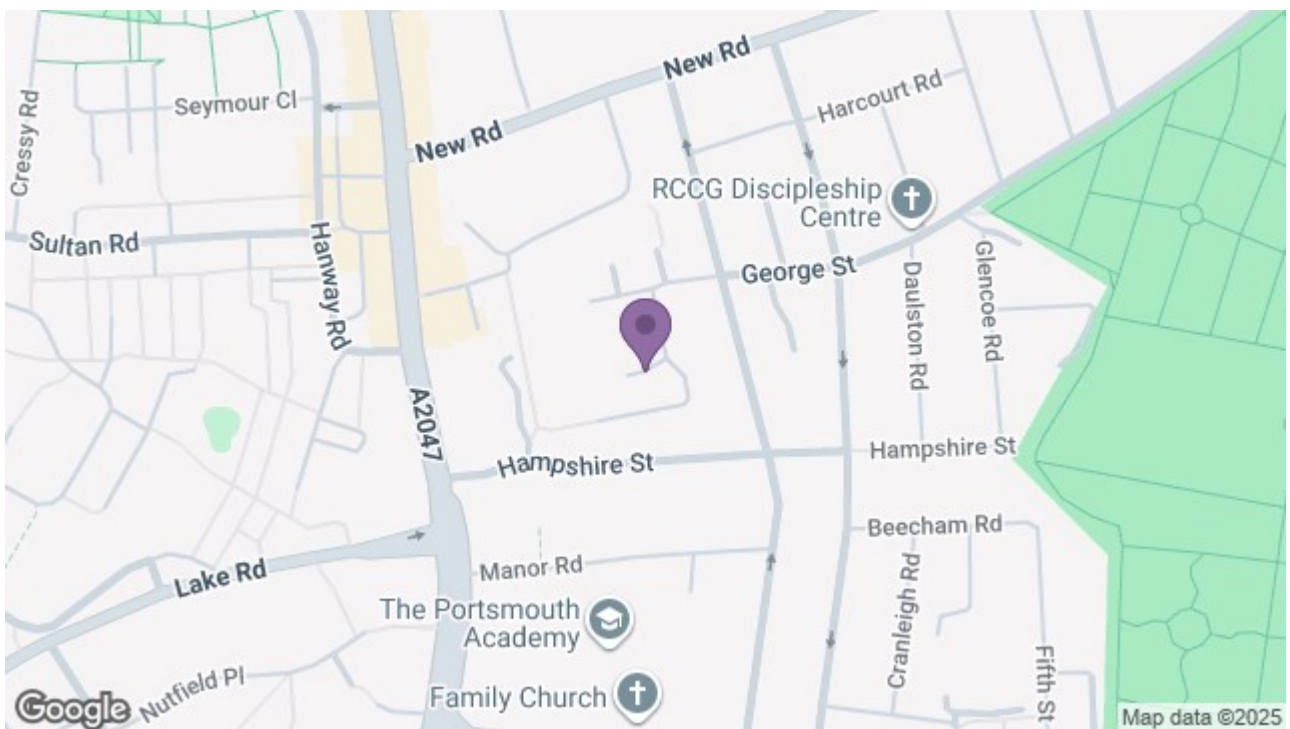 New Rd
Harcourt Rd
Seymour Cl
Cressy Rd
New Rd
RCCG Discipleship
Centre
Sultan Rd
Hanway Rd
George St
Glencoe Rd
Daulston Rd
A2047
Hampshire St
Hampshire St
Beecham Rd
Lake Rd
Manor Rd
Cranleigh Rd
The Portsmouth
Academy
Fifth St
Nutfield Pl
Family Church
Google
Map data ©2025